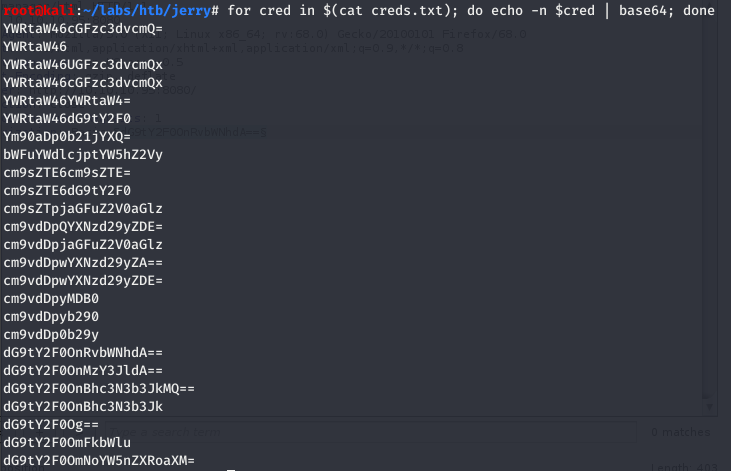 root@kali:~/labs/htb/jerry# for cred in $(cat creds.txt); do echo -n $cred | base64; done
YWRtaW46cGFzc3dvcmQ=
YWRtaW46
YWRtaW46UGFzc3dvcmQx
YWRtaW46cGFzc3dvcmQx
YWRtaW46YWRtaW4=
YWRtaW46dG9tY2F0
Ym90aDp0b21jYXQ=
bWFuYWdlcjptYW5hZ2Vy
cm9sZTE6cm9sZTE=
cm9sZTE6dG9tY2F0
cm9sZTpjaGFuZ2V0aGlz
cm9vdDpQYXNzd29yZDE=
cm9vdDpjaGFuZ2V0aGlz
cm9vdDpwYXNzd29yZA==
cm9vdDpwYXNzd29yZDE=
cm9vdDpyMDB0
cm9vdDpyb290
cm9vdDp0b29y
dG9tY2F0OnRvbWNhdA==
dG9tY2F0OnMzY3JldA==
dG9tY2F0OnBhc3N3b3JkMQ==
dG9tY2F0OnBhc3N3b3Jk
dG9tY2F0Og==
dG9tY2F0OmFkbWlu
dG9tY2F0OmNoYW5nZXRoaXM=
0 matches